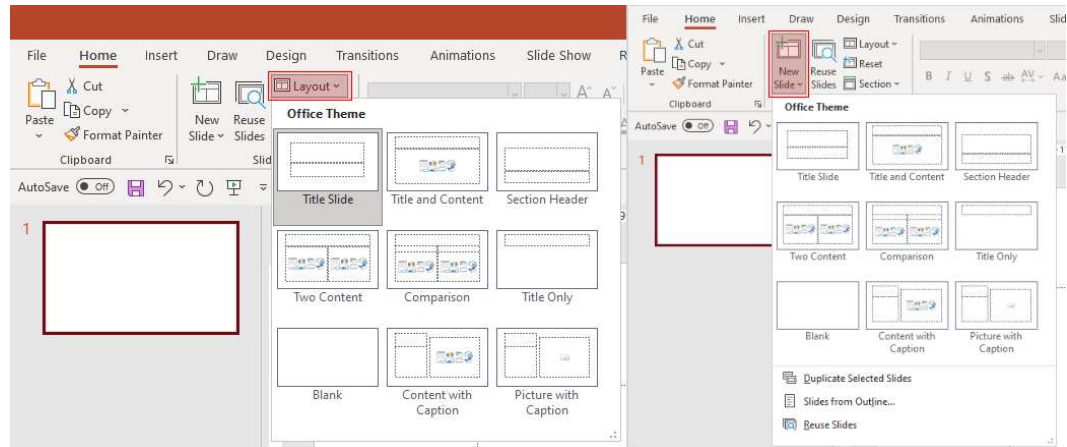 File Home Insert Draw Design Transitions Animations Slide Show R
Cut
Copy
Format Painter
Paste
Clipboard
New Slide
Reuse Slides
Layout
Slid
AutoSave Off
1
Office Theme
Title Slide
Title and Content
Section Header
Two Content
Comparison
Title Only
Blank
Content with
Caption
Picture with
Caption
File Home Insert Draw Design Transitions Animations Slid
Cut
Copy
Format Painter
Paste
Clipboard
New
Slide
Reuse
Slides
Layout
Reset
Section
B I U S ab AV Aa
AutoSave Off
1
Office Theme
Title Slide
Title and Content
Section Header
Two Content
Comparison
Title Only
Blank
Content with
Caption
Picture with
Caption
Duplicate Selected Slides
Slides from Outline...
Reuse Slides